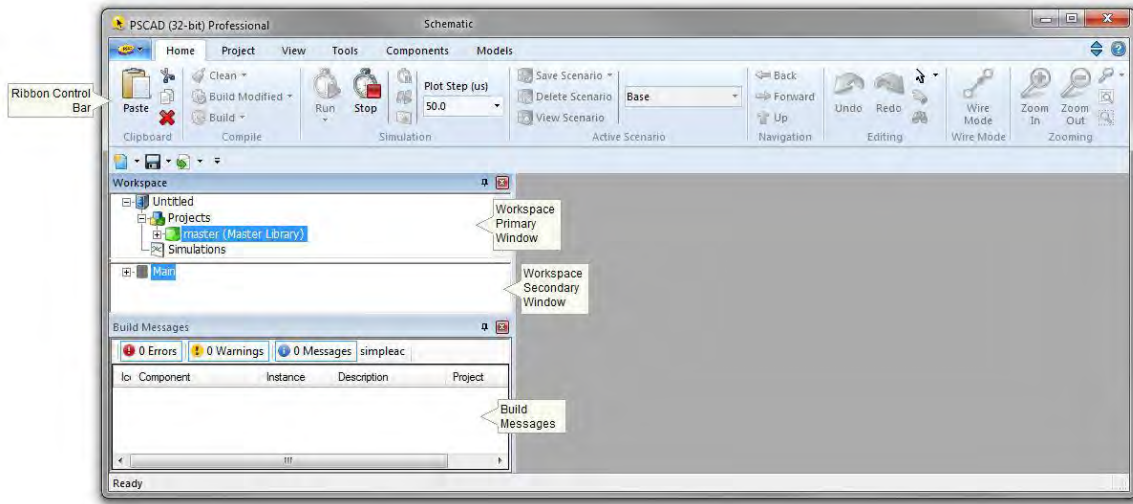 PSCAD (32-bit) Professional Schematic
Home Project View Tools Components Models
Ribbon Control
Bar
Paste
Clipboard
Clean
Build Modified
Build
Compile
Run
Stop
Plot Step (us)
50.0
Simulation
Save Scenario
Delete Scenario
View Scenario
Base
Active Scenario
Back
Forward
Up
Navigation
Undo
Redo
Editing
Wire
Mode
Wire Mode
Zoom
In
Zoom
Out
Zooming
Workspace
Untitled
Projects
master (Master Library)
Simulations
Workspace
Primary
Window
Main
Workspace
Secondary
Window
Build Messages
0 Errors 0 Warnings 0 Messages simpleac
Ico Component Instance Description Project
Build
Messages
Ready